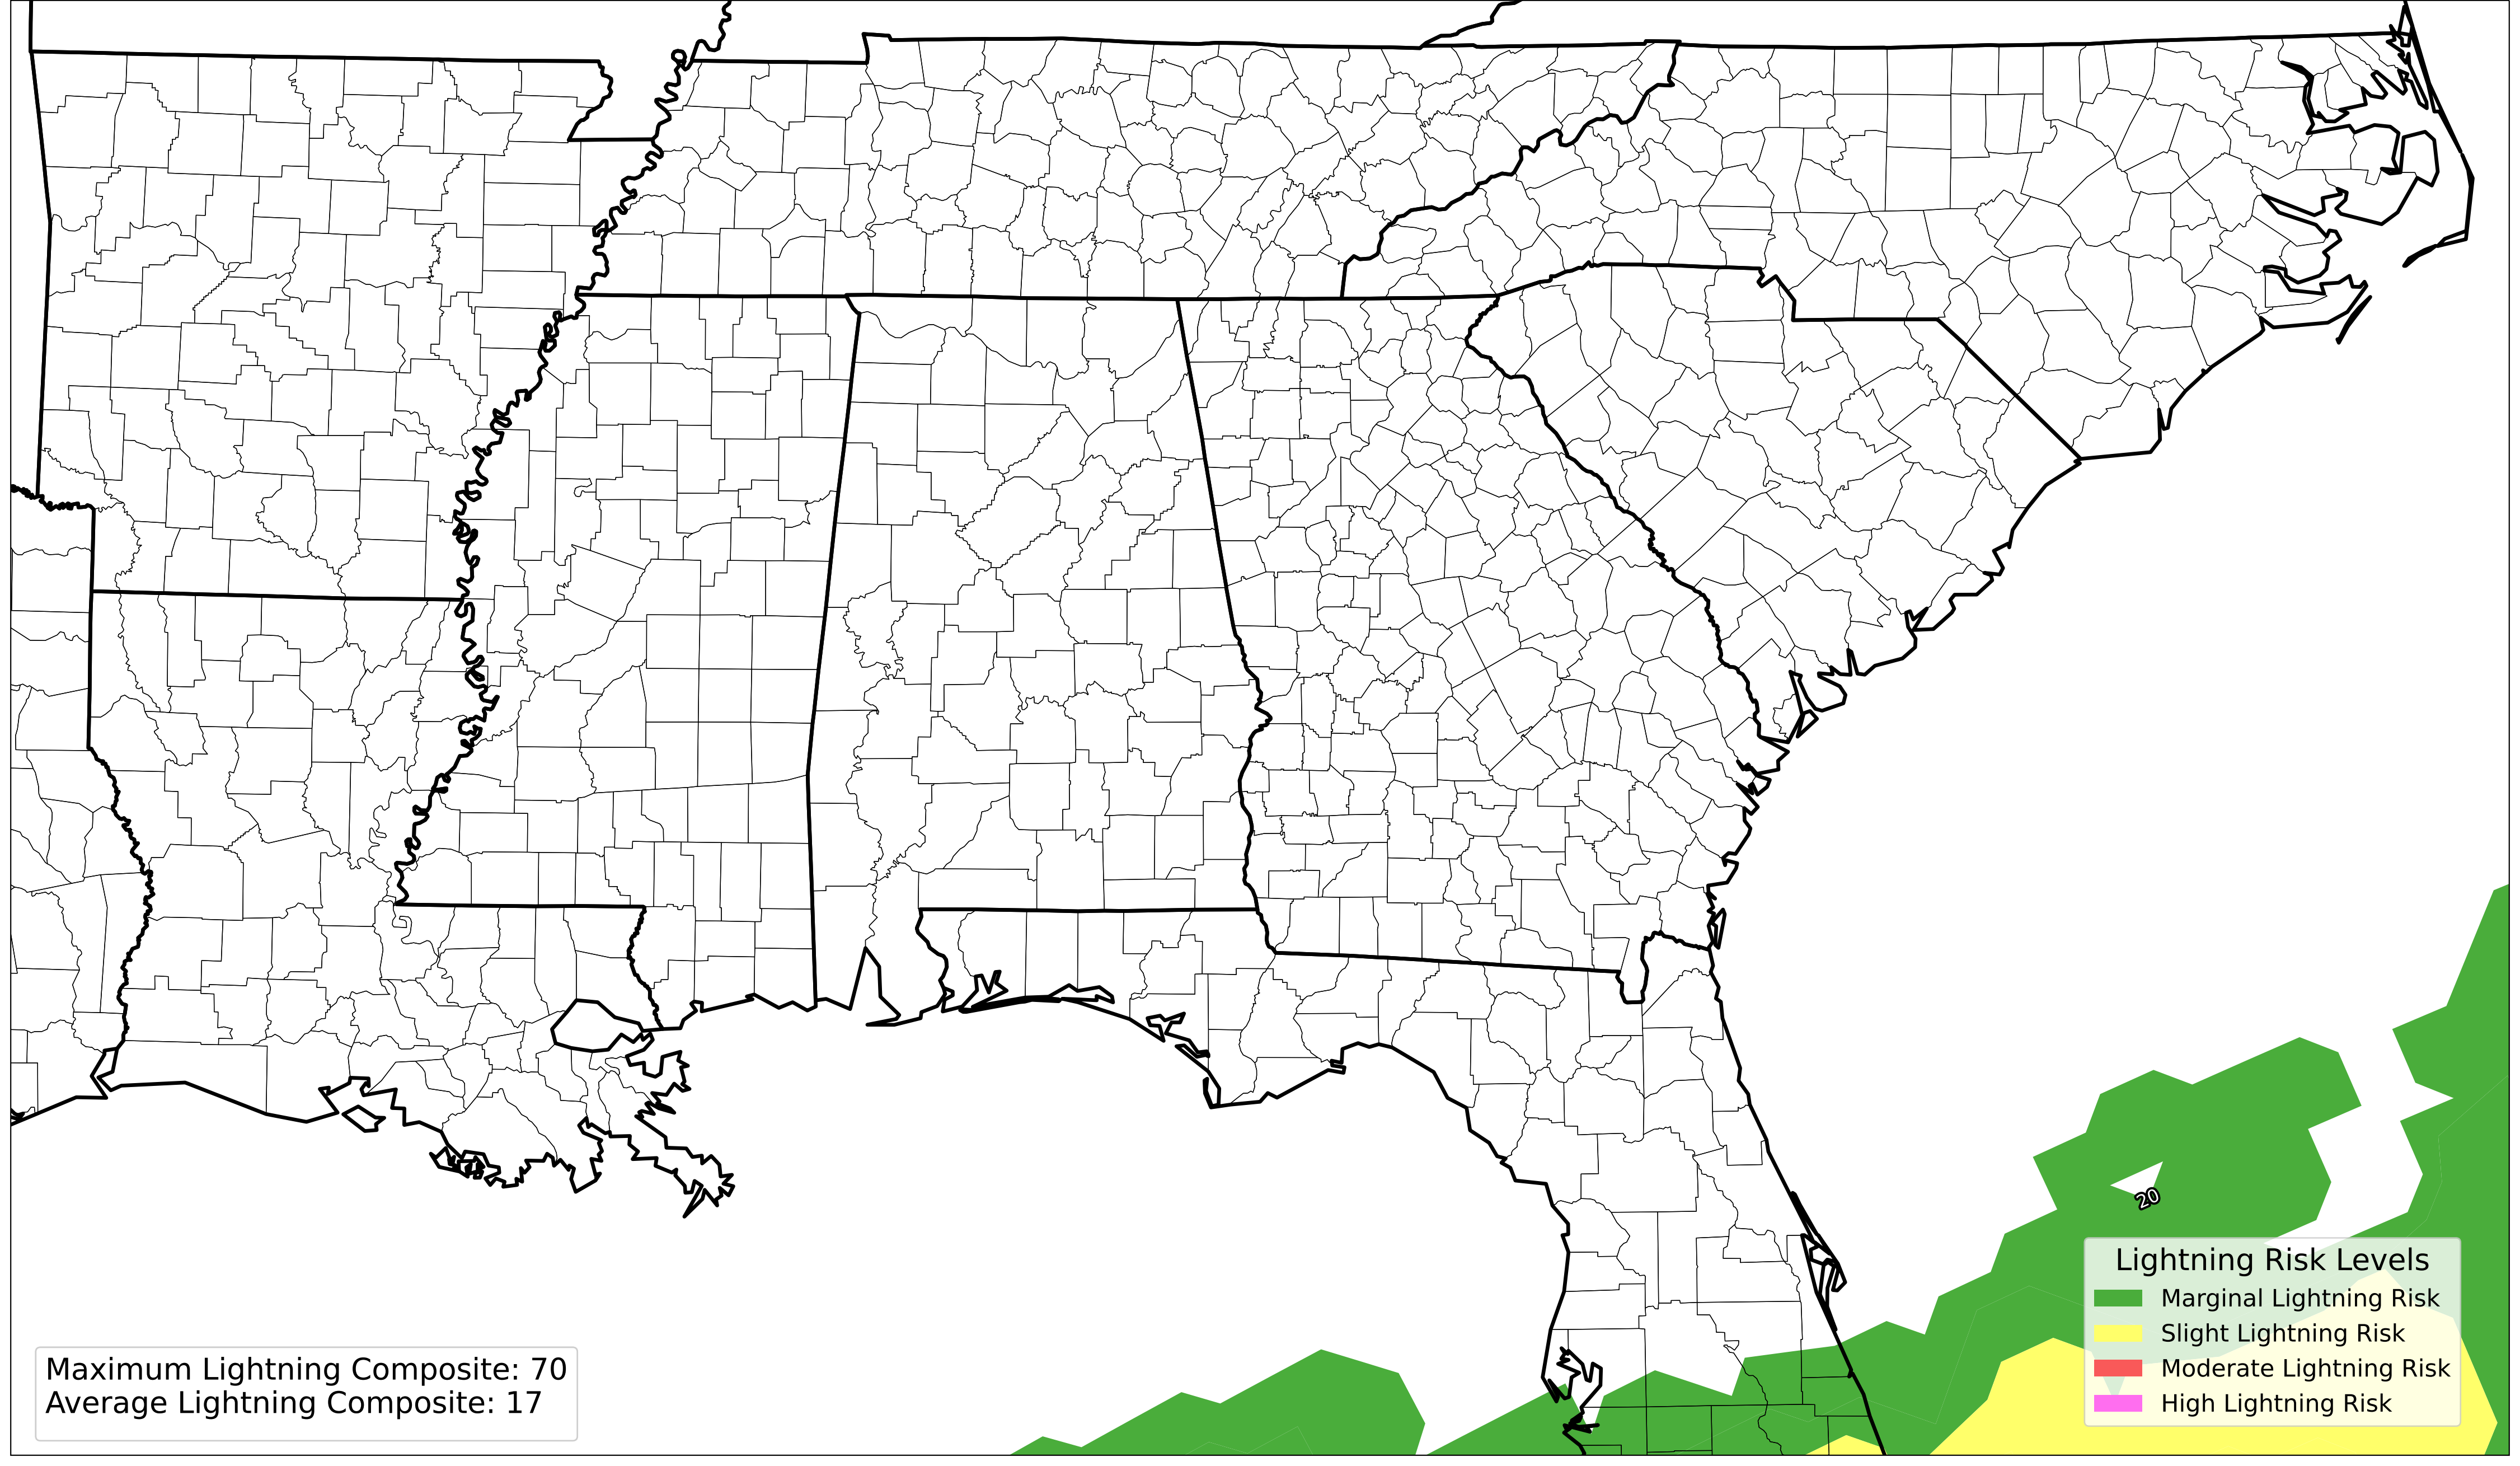 20
Lightning Risk Levels
Marginal Lightning Risk
Slight Lightning Risk
Moderate Lightning Risk
High Lightning Risk
Maximum Lightning Composite: 70
Average Lightning Composite: 17